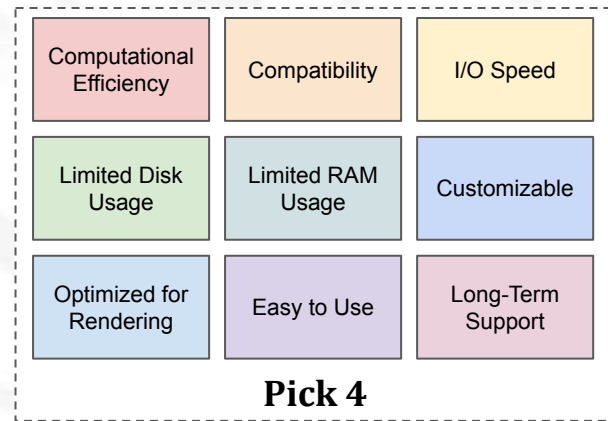 Computational
Efficiency
Compatibility
I/O Speed
Limited Disk
Usage
Limited RAM
Usage
Customizable
Optimized for
Rendering
Easy to Use
Long-Term
Support
Pick 4